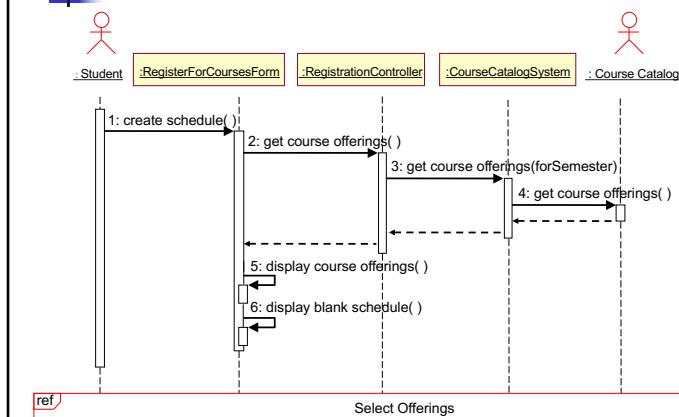 : Student
:RegisterForCoursesForm
:RegistrationController
:CourseCatalogSystem
: Course Catalog
1: create schedule( )
2: get course offerings( )
3: get course offerings(forSemester)
4: get course offerings( )
5: display course offerings( )
6: display blank schedule( )
ref
Select Offerings